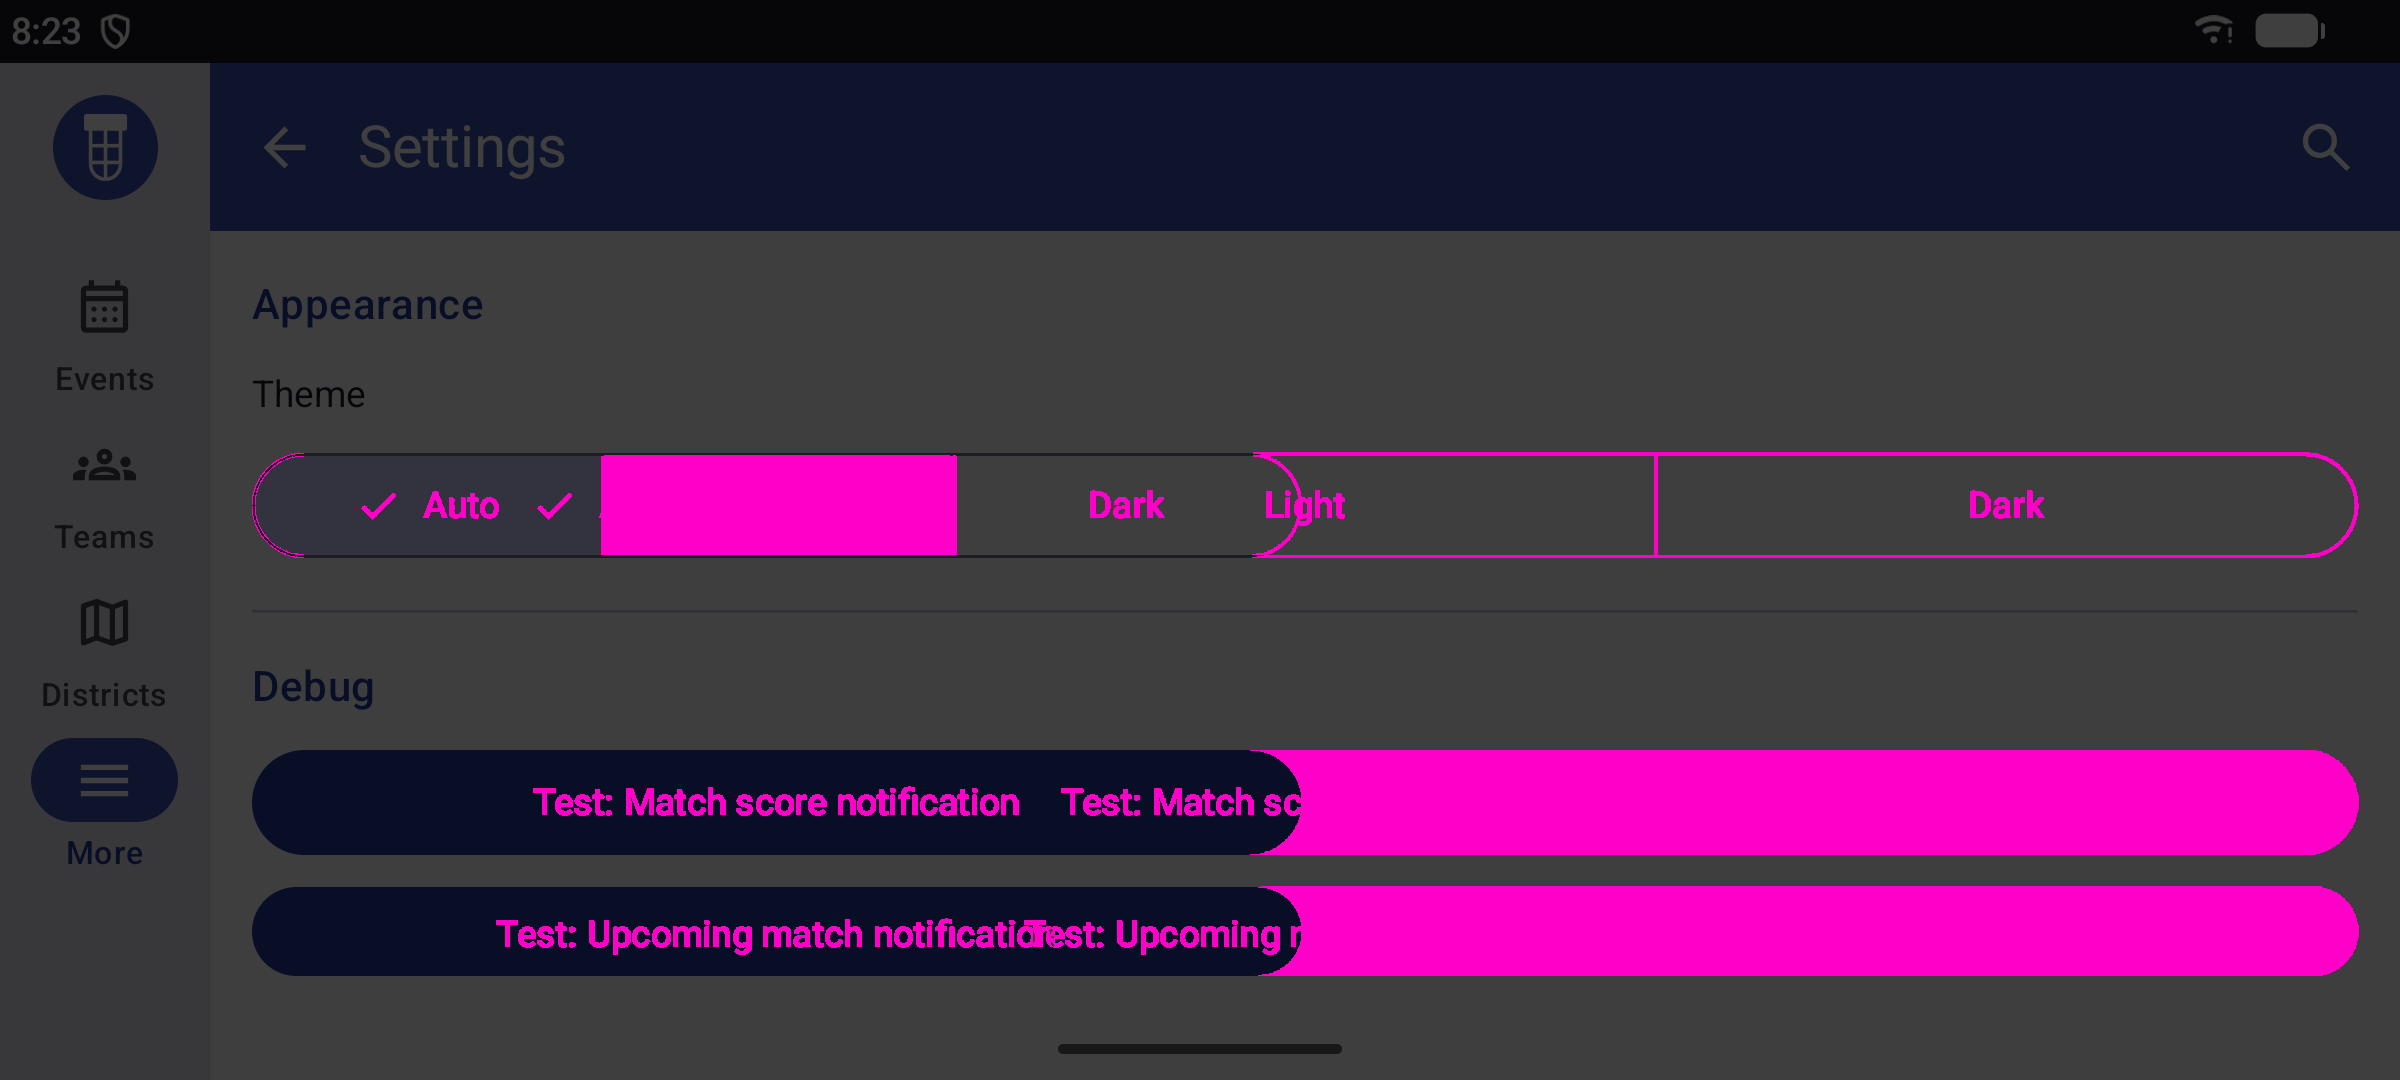 8:23
Settings
Events
Teams
Districts
More
Appearance
Theme
Auto Dark Light Dark
Debug
Test: Match score notification Test: Match sc
Test: Upcoming match notification Test: Upcoming